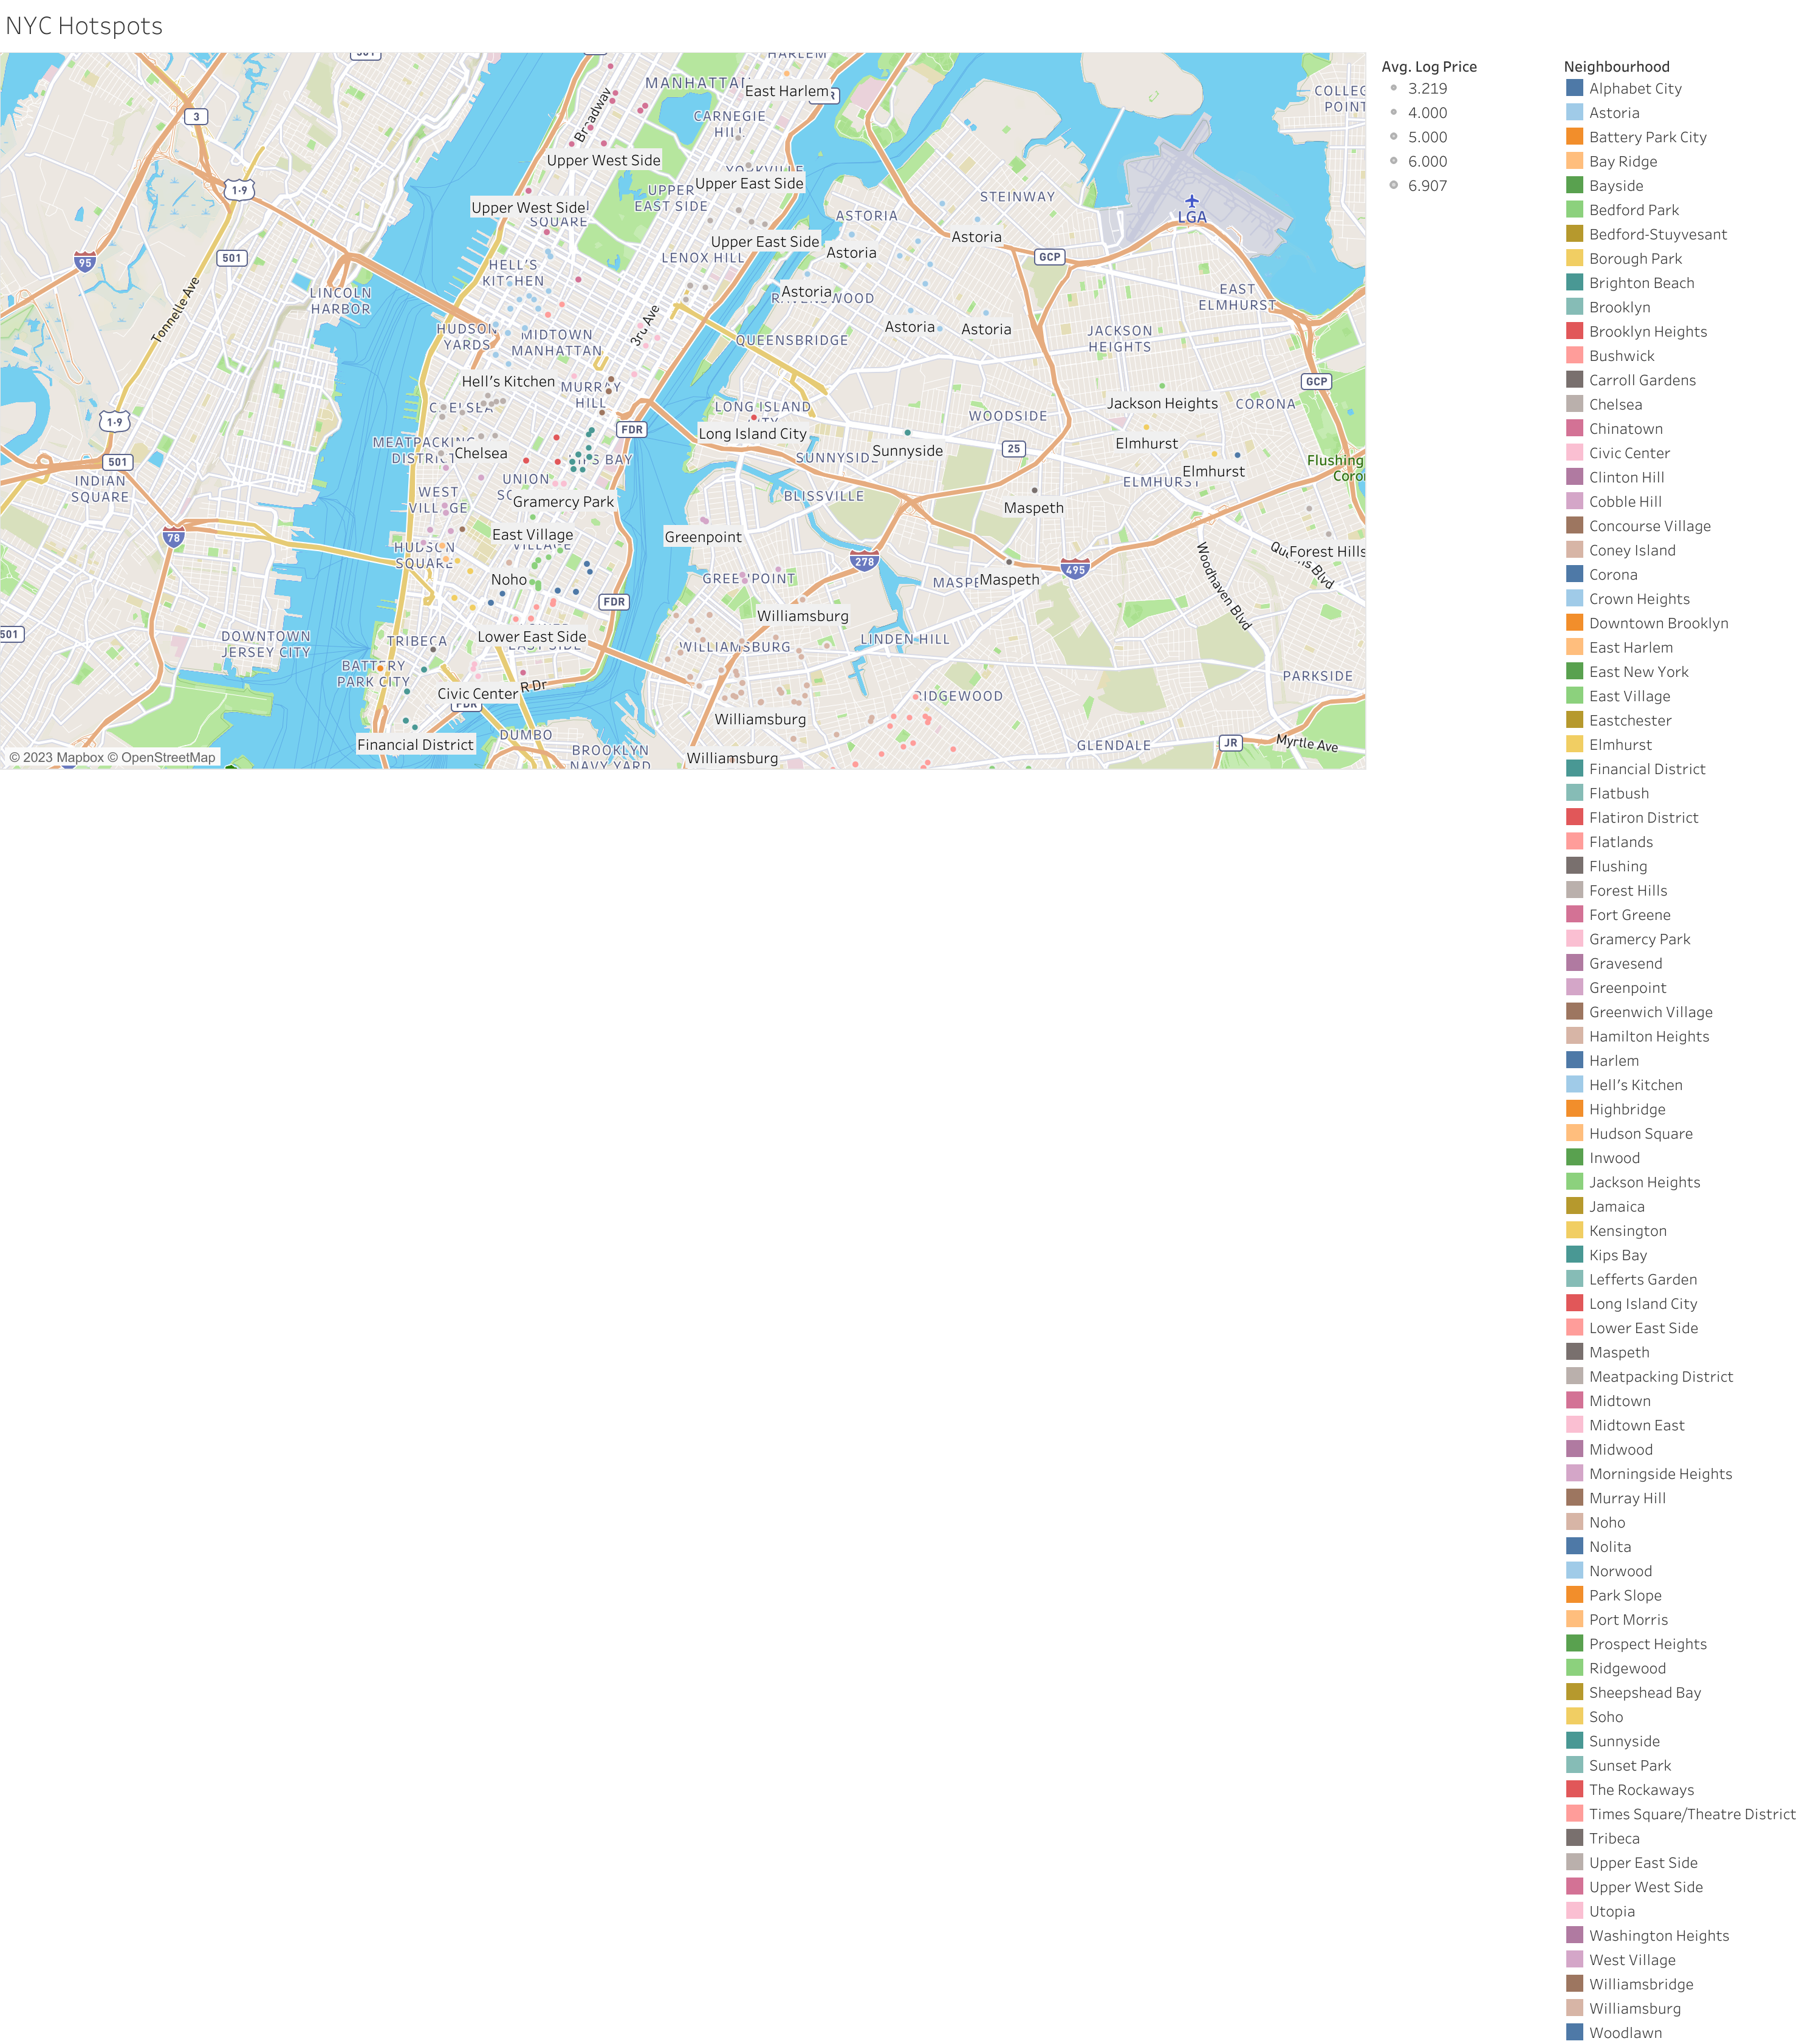 NYC Hotspots
501
HARLEM
MANHATTAN
East Harlem
COLLEG
POINT
3
Broadway
CARNEGIE
HILL
Upper West Side
YORKVILLE
Upper East Side
1-9
UPPER
EAST SIDE
STEINWAY
LGA
Upper West Side
SQUARE
ASTORIA
Astoria
Upper East Side
Astoria
95
501
LENOX HILL
GCP
HELL'S
KITCHEN
LINCOLN
HARBOR
Tonnelle Ave
Astoria
RAVENSWOOD
EAST
ELMHURST
3rd Ave
HUDSON
YARDS
MIDTOWN
MANHATTAN
QUEENSBRIDGE
Astoria
Astoria
JACKSON
HEIGHTS
Hell's Kitchen
MURRAY
HILL
GCP
CHELSEA
LONG ISLAND
CITY
WOODSIDE
Jackson Heights
CORONA
1-9
FDR
Long Island City
MEATPACKING
DISTRICT
Chelsea
KIPS BAY
SUNNYSIDE
Sunnyside
25
Elmhurst
501
INDIAN
SQUARE
UNION
Elmhurst
ELMHURST
Flushing
Coro
WEST
VILLAGE
Gramercy Park
BLISSVILLE
Maspeth
78
East Village
VILLAGE
Greenpoint
HUDSON
SQUARE
278
495
Queens Blvd
Forest Hills
Noho
GREENPOINT
MASPETH
Maspeth
Woodhaven Blvd
FDR
Williamsburg
501
DOWNTOWN
JERSEY CITY
TRIBECA
Lower East Side
EAST SIDE
WILLIAMSBURG
LINDEN HILL
BATTERY
PARK CITY
PARKSIDE
Civic Center
R Dr
FDR
RIDGEWOOD
Williamsburg
Financial District
DUMBO
BROOKLYN
NAVY YARD
Williamsburg
GLENDALE
JR
Myrtle Ave
© 2023 Mapbox © OpenStreetMap
Avg. Log Price
3.219
4.000
5.000
6.000
6.907
Neighbourhood
Alphabet City
Astoria
Battery Park City
Bay Ridge
Bayside
Bedford Park
Bedford-Stuyvesant
Borough Park
Brighton Beach
Brooklyn
Brooklyn Heights
Bushwick
Carroll Gardens
Chelsea
Chinatown
Civic Center
Clinton Hill
Cobble Hill
Concourse Village
Coney Island
Corona
Crown Heights
Downtown Brooklyn
East Harlem
East New York
East Village
Eastchester
Elmhurst
Financial District
Flatbush
Flatiron District
Flatlands
Flushing
Forest Hills
Fort Greene
Gramercy Park
Gravesend
Greenpoint
Greenwich Village
Hamilton Heights
Harlem
Hell's Kitchen
Highbridge
Hudson Square
Inwood
Jackson Heights
Jamaica
Kensington
Kips Bay
Lefferts Garden
Long Island City
Lower East Side
Maspeth
Meatpacking District
Midtown
Midtown East
Midwood
Morningside Heights
Murray Hill
Noho
Nolita
Norwood
Park Slope
Port Morris
Prospect Heights
Ridgewood
Sheepshead Bay
Soho
Sunnyside
Sunset Park
The Rockaways
Times Square/Theatre District
Tribeca
Upper East Side
Upper West Side
Utopia
Washington Heights
West Village
Williamsbridge
Williamsburg
Woodlawn